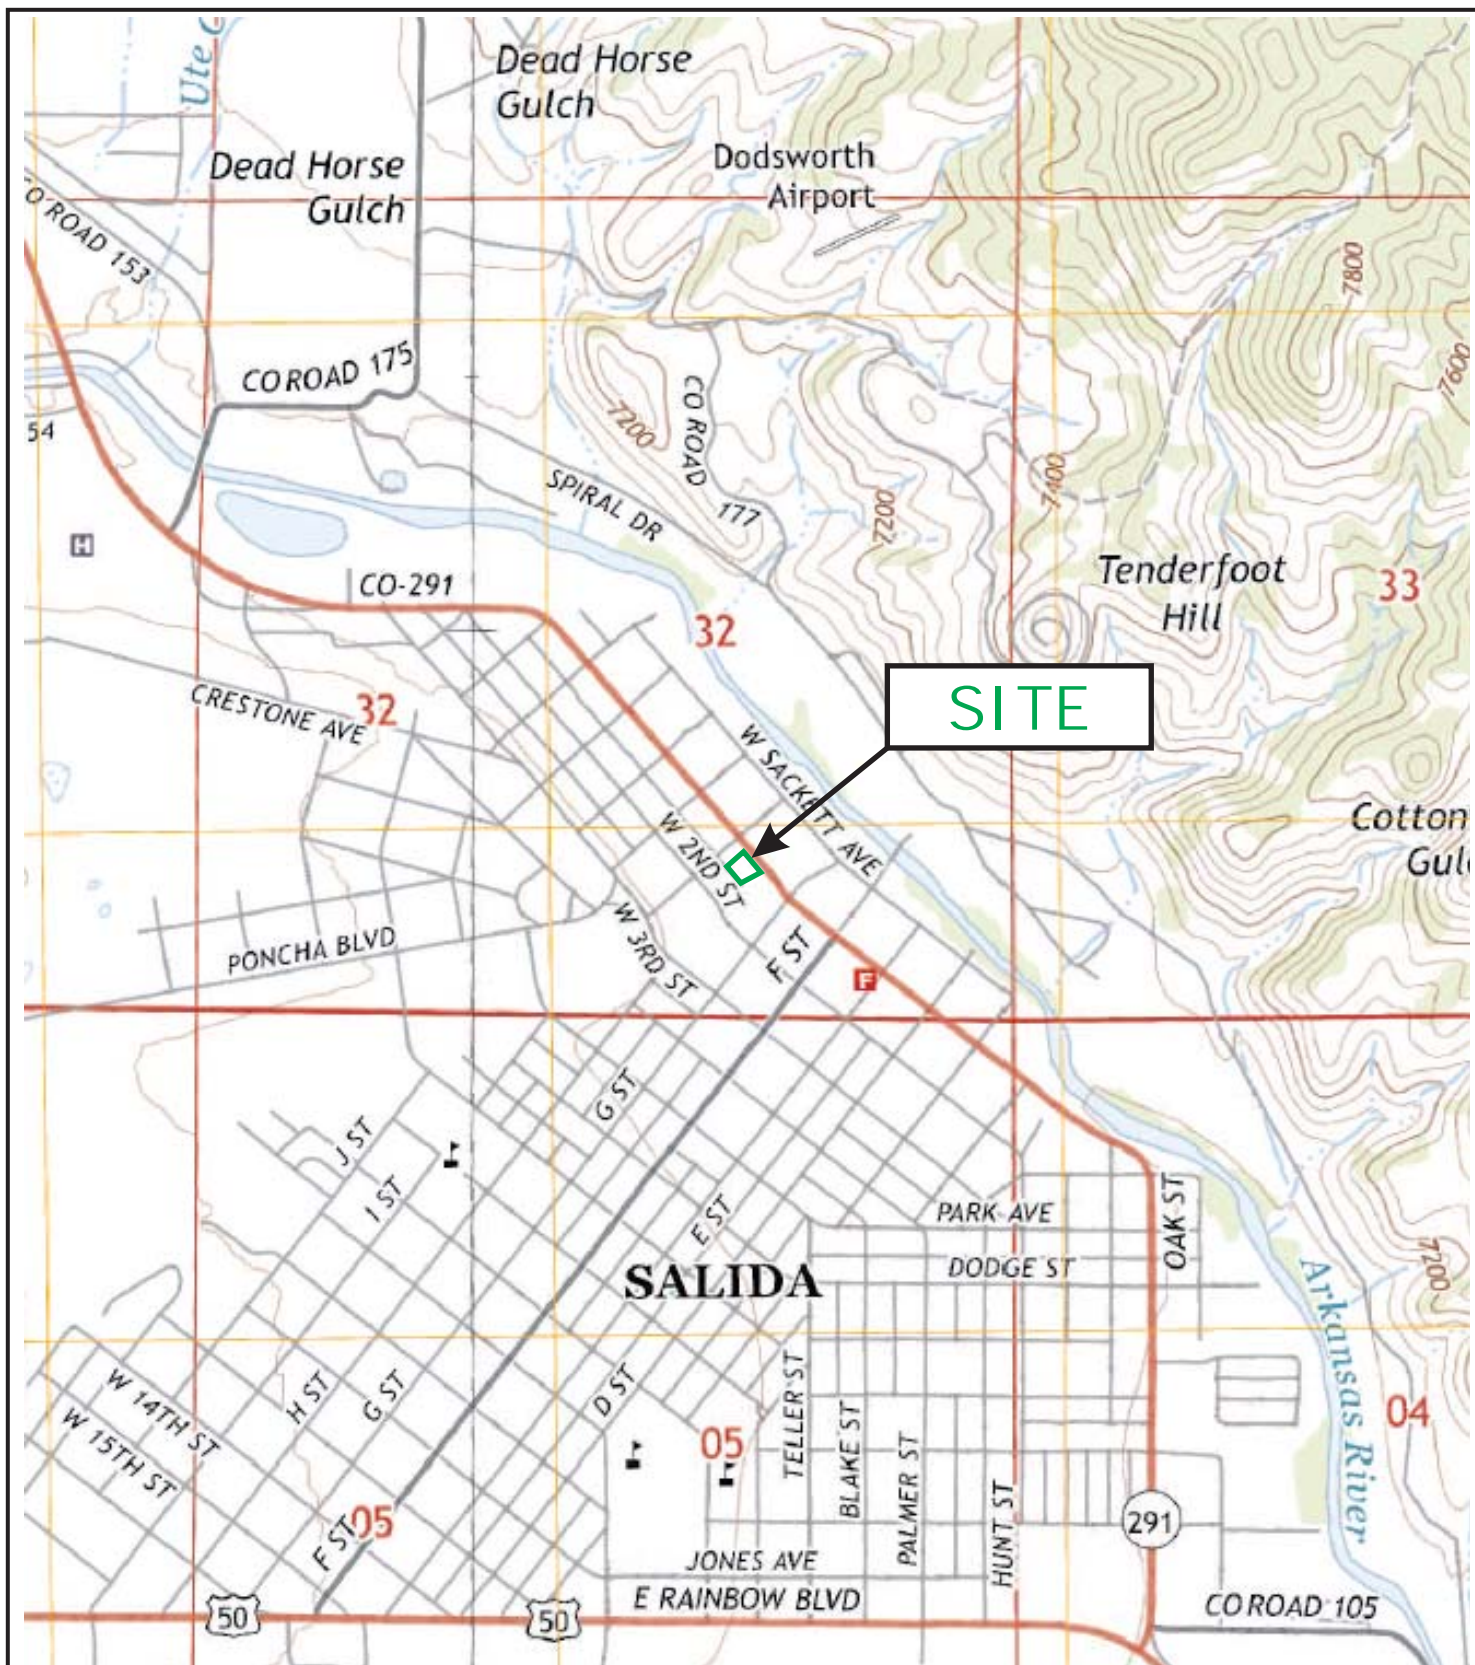 Ute C
Dead Horse
Gulch
Dead Horse
Gulch
Dodsworth
Airport
CO ROAD 153
7800
7600
CO ROAD 175
54
7200
CO ROAD
177
SPIRAL DR
7200
7400
H
CO-291
32
Tenderfoot
Hill
33
CRESTONE AVE
32
SITE
W SACKETT AVE
W 2ND ST
Cotton
Gul
W 3RD ST
PONCHA BLVD
F ST
F
G ST
J ST
I ST
E ST
PARK AVE
OAK ST
DODGE ST
SALIDA
7200
Arkansas River
W 14TH ST
W 15TH ST
H ST
G ST
D ST
TELLER ST
BLAKE ST
PALMER ST
HUNT ST
05
04
05
F ST
291
JONES AVE
E RAINBOW BLVD
50
50
CO ROAD 105